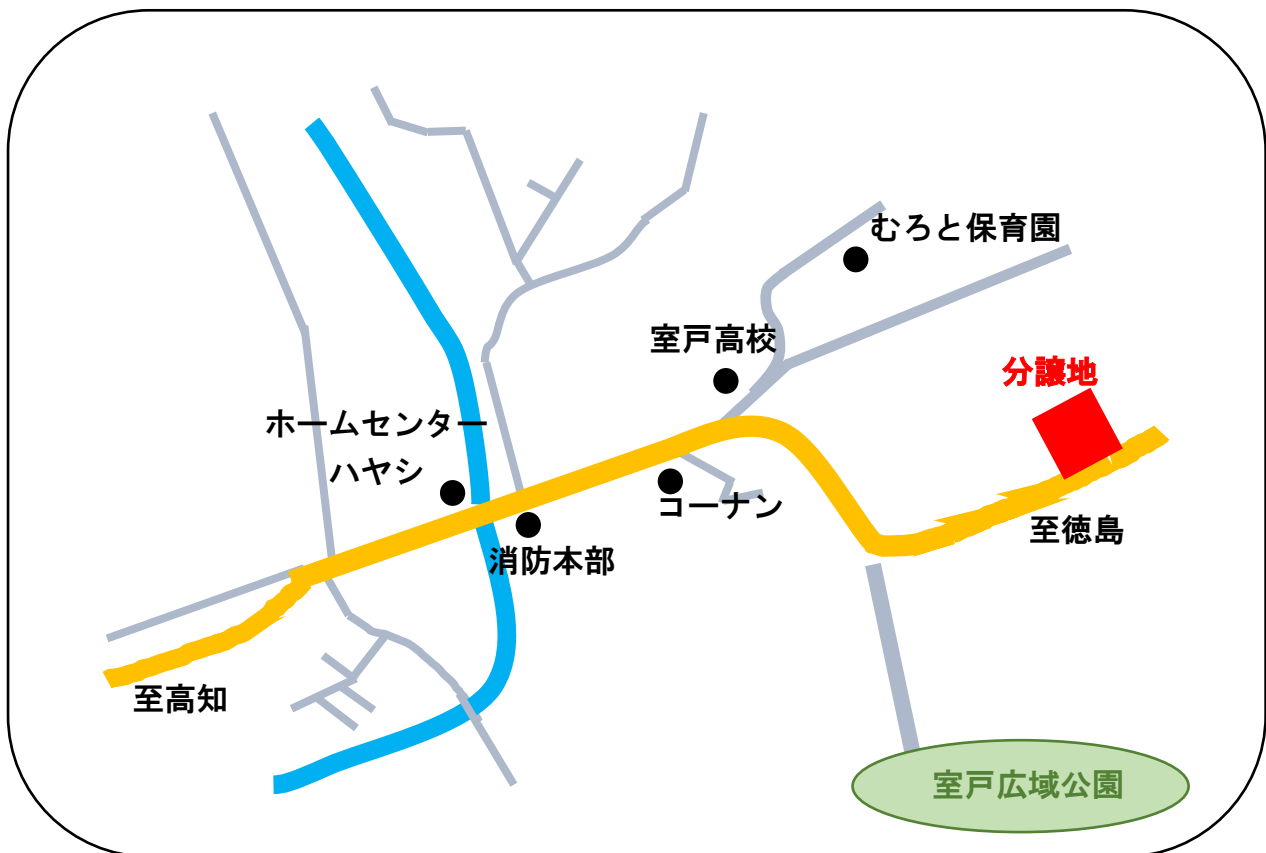 むろと保育園
室戸高校
分譲地
ホームセンター
ハヤシ
コーナン
至徳島
消防本部
至高知
室戸広域公園